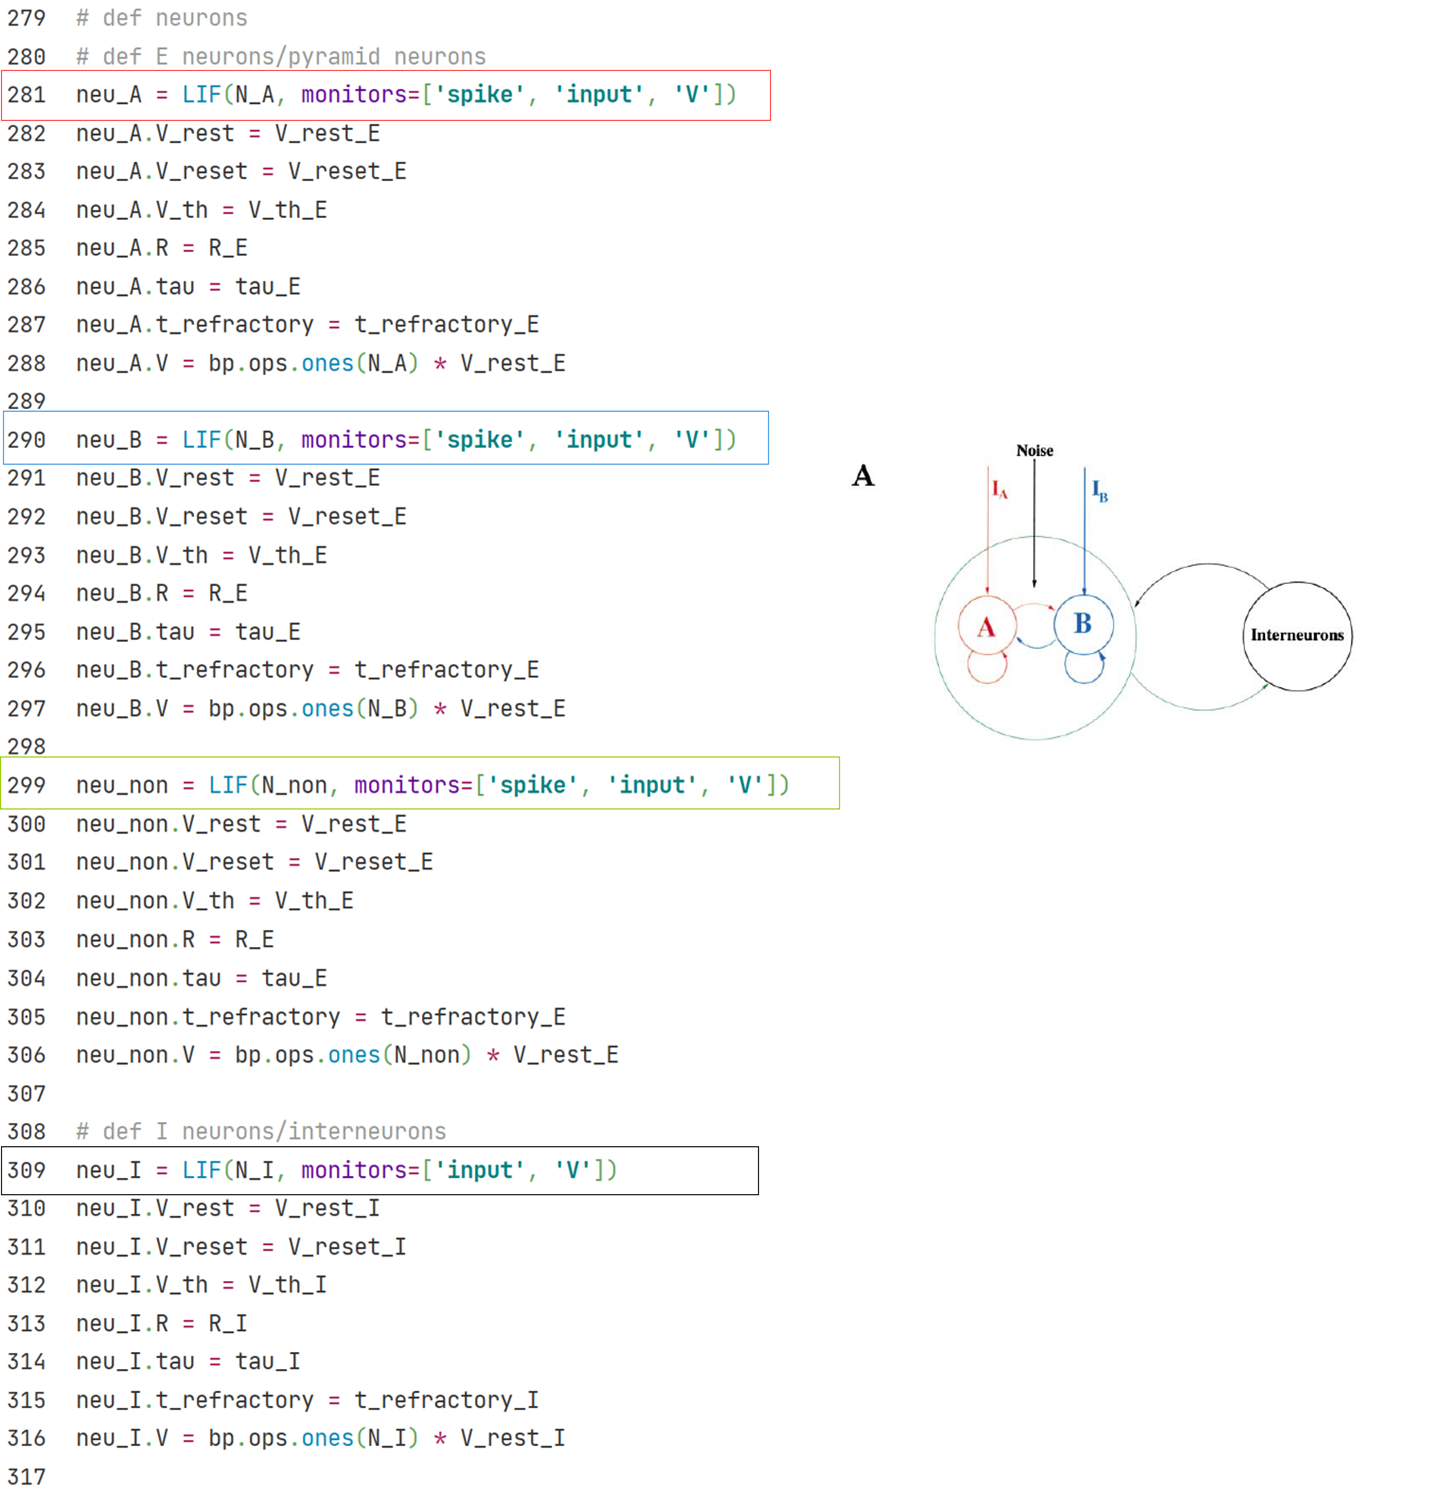 279 # def neurons
280 # def E neurons/pyramid neurons
281 neu_A = LIF(N_A, monitors=['spike', 'input', 'V'])
282 neu_A.V_rest = V_rest_E
283 neu_A.V_reset = V_reset_E
284 neu_A.V_th = V_th_E
285 neu_A.R = R_E
286 neu_A.tau = tau_E
287 neu_A.t_refractory = t_refractory_E
288 neu_A.V = bp.ops.ones(N_A) * V_rest_E
289
290 neu_B = LIF(N_B, monitors=['spike', 'input', 'V'])
291 neu_B.V_rest = V_rest_E
292 neu_B.V_reset = V_reset_E
293 neu_B.V_th = V_th_E
294 neu_B.R = R_E
295 neu_B.tau = tau_E
296 neu_B.t_refractory = t_refractory_E
297 neu_B.V = bp.ops.ones(N_B) * V_rest_E
298
299 neu_non = LIF(N_non, monitors=['spike', 'input', 'V'])
300 neu_non.V_rest = V_rest_E
301 neu_non.V_reset = V_reset_E
302 neu_non.V_th = V_th_E
303 neu_non.R = R_E
304 neu_non.tau = tau_E
305 neu_non.t_refractory = t_refractory_E
306 neu_non.V = bp.ops.ones(N_non) * V_rest_E
307
308 # def I neurons/interneurons
309 neu_I = LIF(N_I, monitors=['input', 'V'])
310 neu_I.V_rest = V_rest_I
311 neu_I.V_reset = V_reset_I
312 neu_I.V_th = V_th_I
313 neu_I.R = R_I
314 neu_I.tau = tau_I
315 neu_I.t_refractory = t_refractory_I
316 neu_I.V = bp.ops.ones(N_I) * V_rest_I
317
A
Noise
IA
IB
A
B
Interneurons